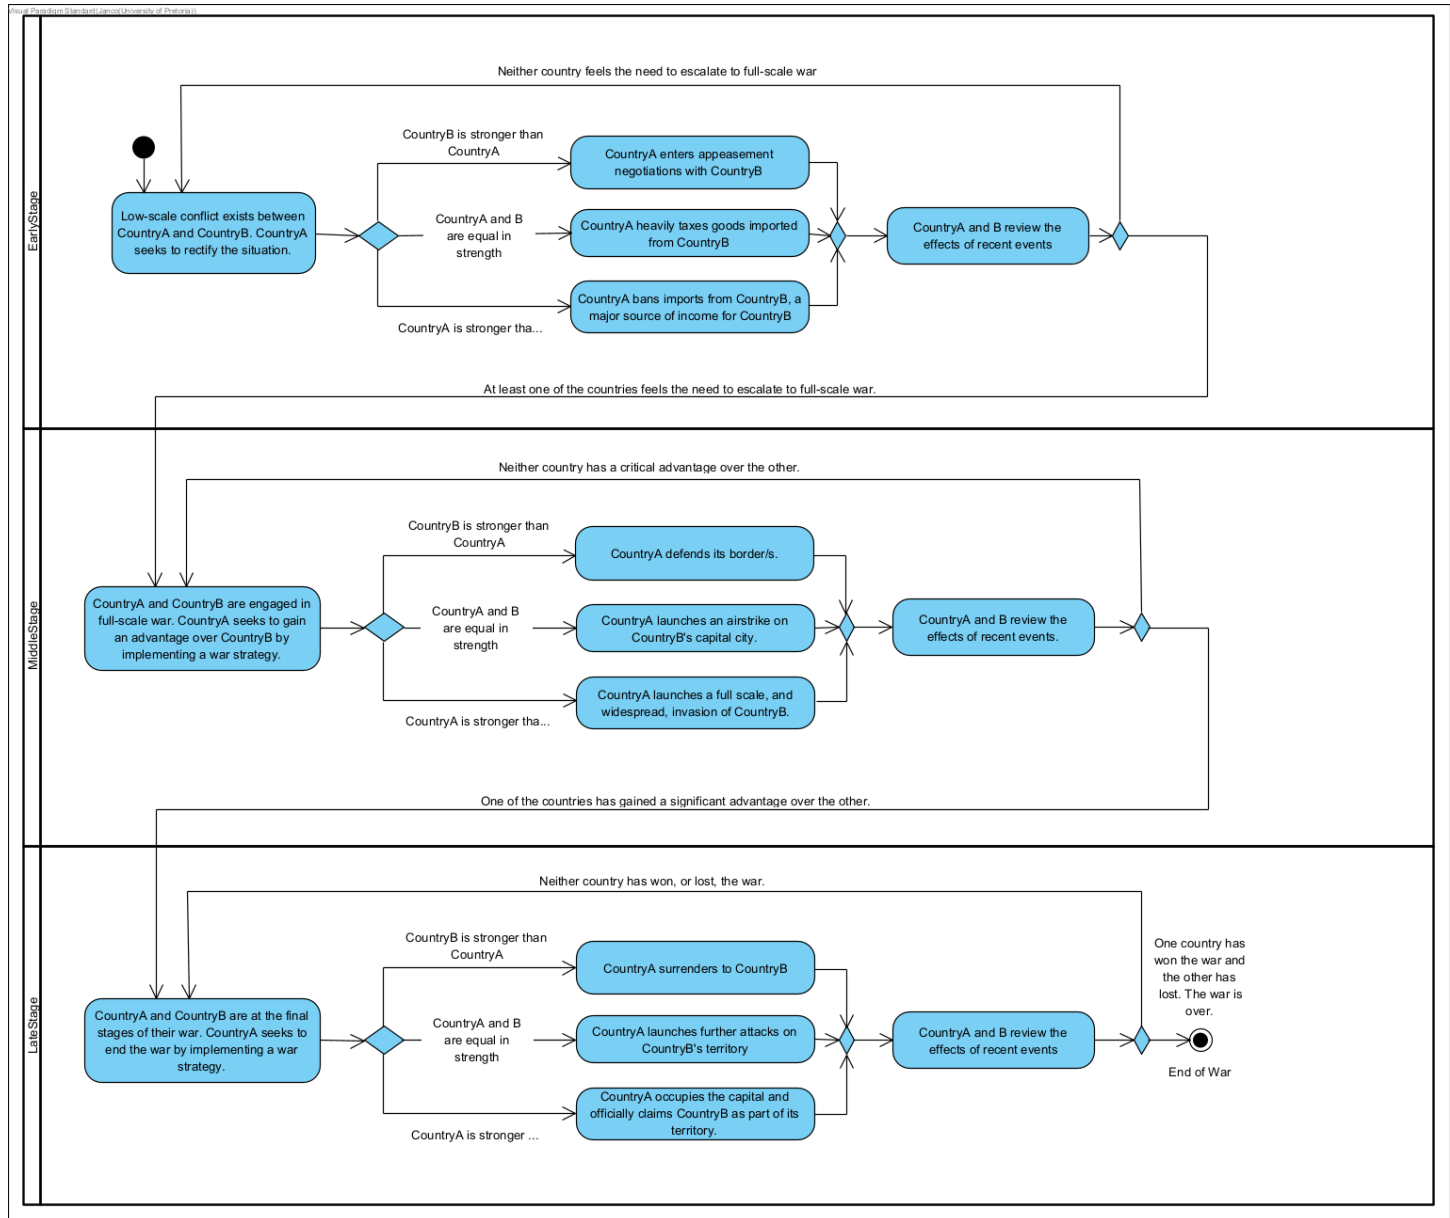 Visual Paradigm Standard(Janco(University of Pretoria))
EarlyStage
Neither country feels the need to escalate to full-scale war
CountryB is stronger than
CountryA
CountryA enters appeasement
negotiations with CountryB
Low-scale conflict exists between
CountryA and CountryB. CountryA
seeks to rectify the situation.
CountryA and B
are equal in
strength
CountryA heavily taxes goods imported
from CountryB
CountryA and B review the
effects of recent events
CountryA bans imports from CountryB, a
major source of income for CountryB
CountryA is stronger tha...
At least one of the countries feels the need to escalate to full-scale war.
MiddleStage
Neither country has a critical advantage over the other.
CountryB is stronger than
CountryA
CountryA defends its border/s.
CountryA and CountryB are engaged in
full-scale war. CountryA seeks to gain
an advantage over CountryB by
implementing a war strategy.
CountryA and B
are equal in
strength
CountryA launches an airstrike on
CountryB's capital city.
CountryA and B review the
effects of recent events.
CountryA launches a full scale, and
widespread, invasion of CountryB.
CountryA is stronger tha...
One of the countries has gained a significant advantage over the other.
LateStage
Neither country has won, or lost, the war.
CountryB is stronger than
CountryA
CountryA surrenders to CountryB
One country has
won the war and
the other has
lost. The war is
over.
CountryA and CountryB are at the final
stages of their war. CountryA seeks to
end the war by implementing a war
strategy.
CountryA and B
are equal in
strength
CountryA launches further attacks on
CountryB's territory
CountryA and B review the
effects of recent events
End of War
CountryA occupies the capital and
officially claims CountryB as part of its
territory.
CountryA is stronger ...